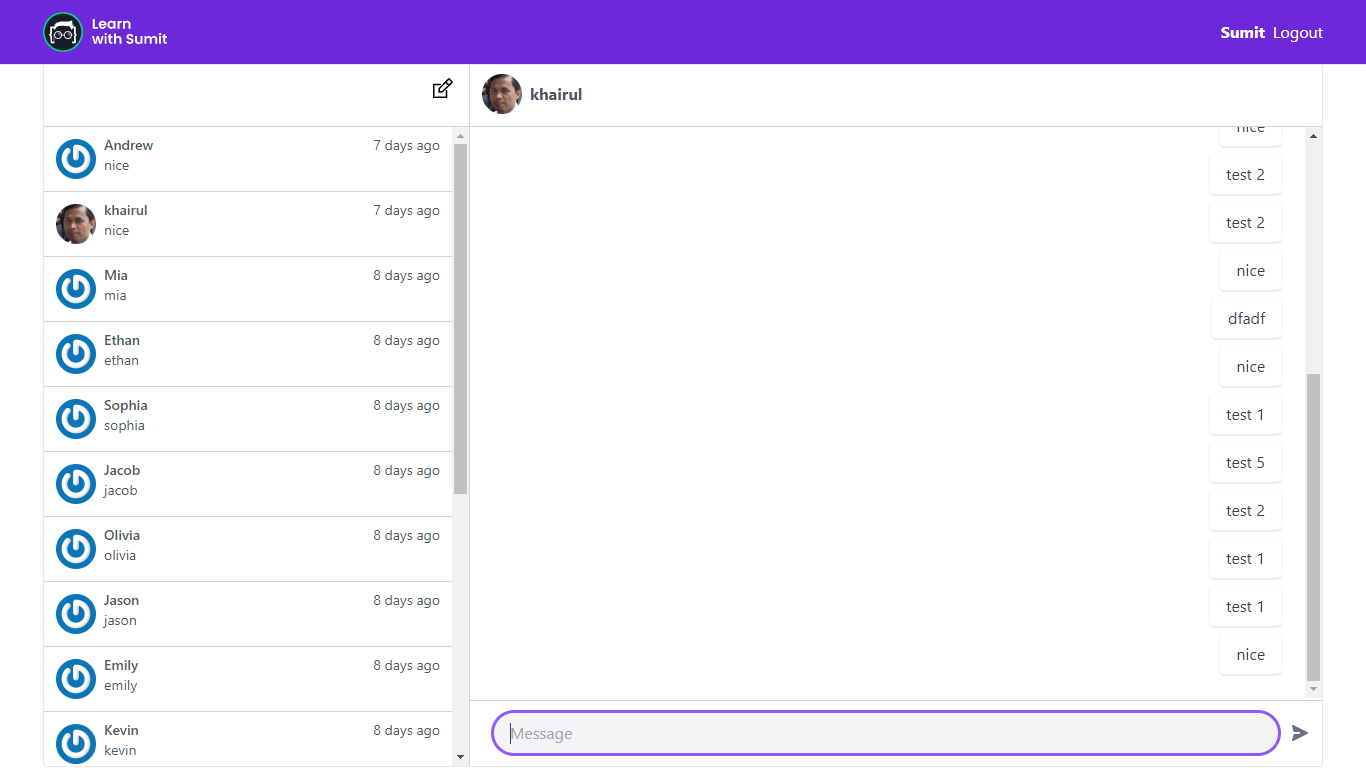 Learn
with Sumit
Sumit Logout
khairul
Andrew 7 days ago
nice
khairul 7 days ago
nice
Mia 8 days ago
mia
Ethan 8 days ago
ethan
Sophia 8 days ago
sophia
Jacob 8 days ago
jacob
Olivia 8 days ago
olivia
Jason 8 days ago
jason
Emily 8 days ago
emily
Kevin 8 days ago
kevin
nice
test 2
test 2
nice
dfadf
nice
test 1
test 5
test 2
test 1
test 1
nice
Message